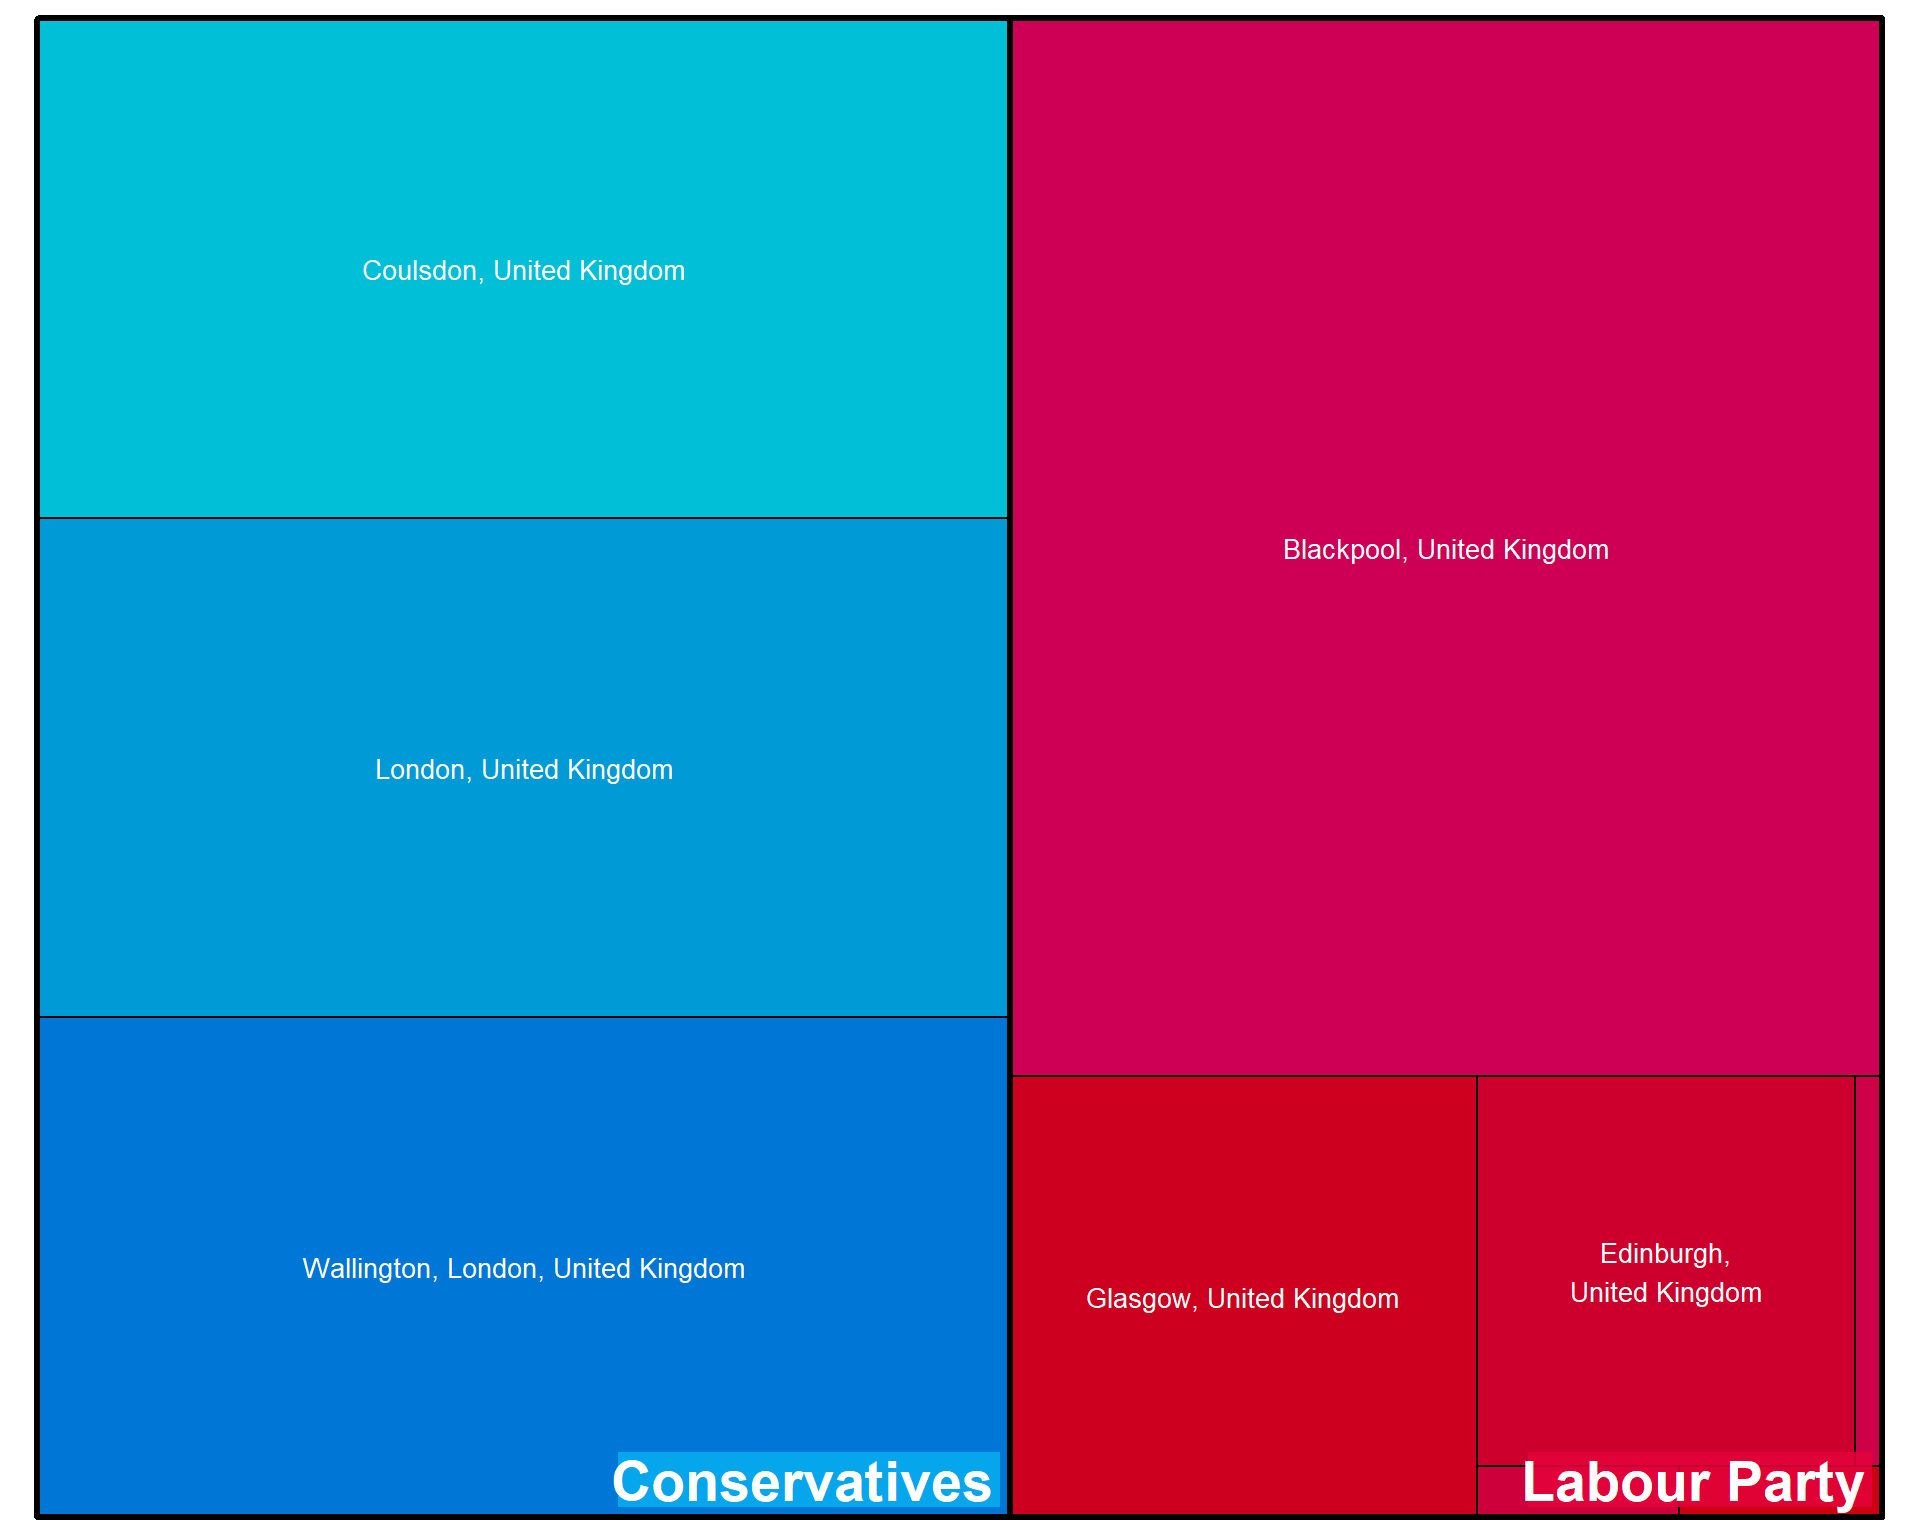 Coulsdon, United Kingdom
London, United Kingdom
Wallington, London, United Kingdom
Conservatives
Blackpool, United Kingdom
Glasgow, United Kingdom
Edinburgh,
United Kingdom
Labour Party